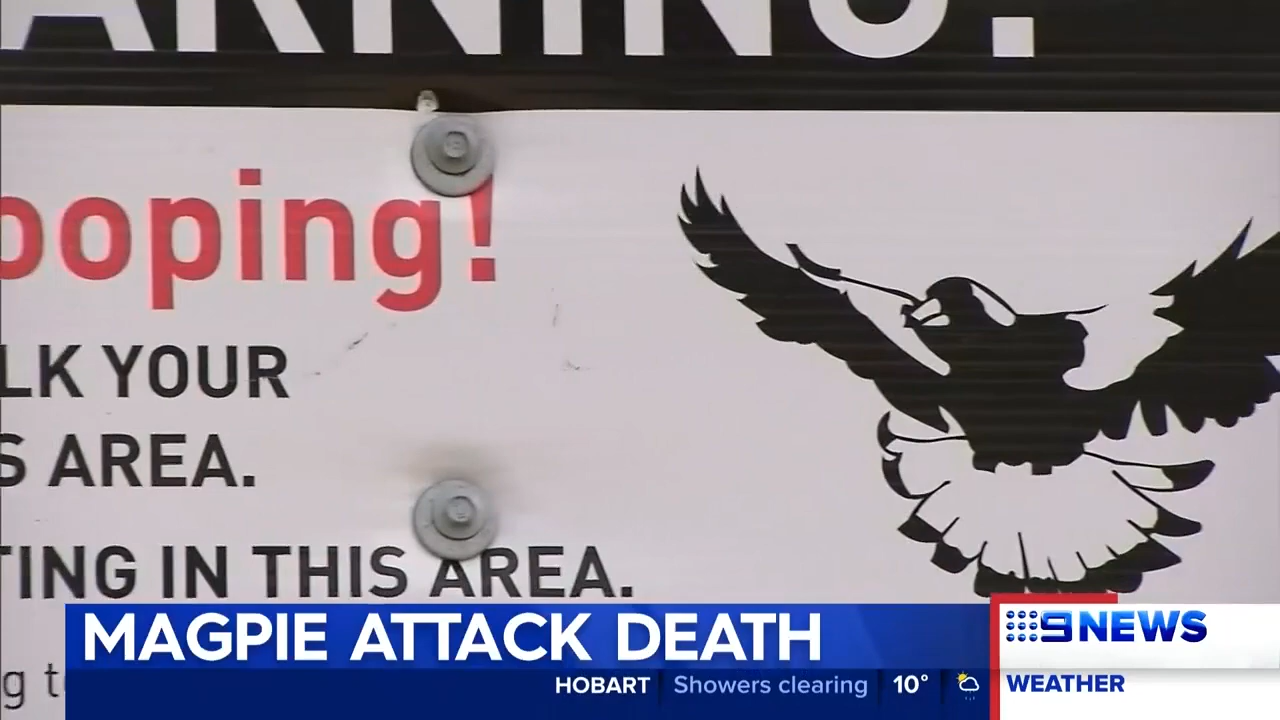 ARNING!
ooping!
LK YOUR
S AREA.
TING IN THIS AREA.
g t
MAGPIE ATTACK DEATH
9NEWS
HOBART Showers clearing 10°
WEATHER